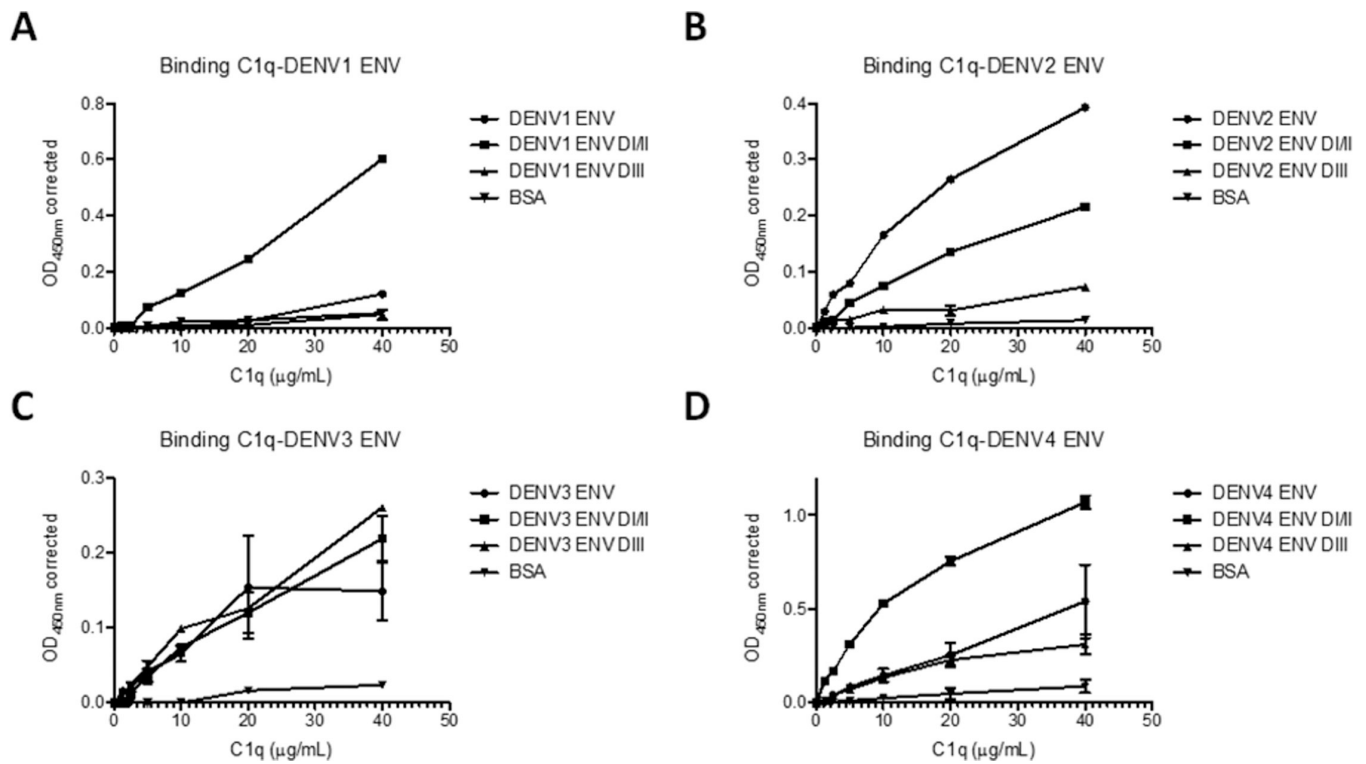 A
Binding C1q-DENV1 ENV
OD450nm corrected
0.8
0.6
0.4
0.2
0.0
0 10 20 30 40 50
C1q (µg/mL)
DENV1 ENV
DENV1 ENV DI/II
DENV1 ENV DIII
BSA
B
Binding C1q-DENV2 ENV
OD450nm corrected
0.4
0.3
0.2
0.1
0.0
0 10 20 30 40 50
C1q (µg/mL)
DENV2 ENV
DENV2 ENV DI/II
DENV2 ENV DIII
BSA
C
Binding C1q-DENV3 ENV
OD450nm corrected
0.3
0.2
0.1
0.0
0 10 20 30 40 50
C1q (µg/mL)
DENV3 ENV
DENV3 ENV DI/II
DENV3 ENV DIII
BSA
D
Binding C1q-DENV4 ENV
OD450nm corrected
1.0
0.5
0.0
0 10 20 30 40 50
C1q (µg/mL)
DENV4 ENV
DENV4 ENV DI/II
DENV4 ENV DIII
BSA